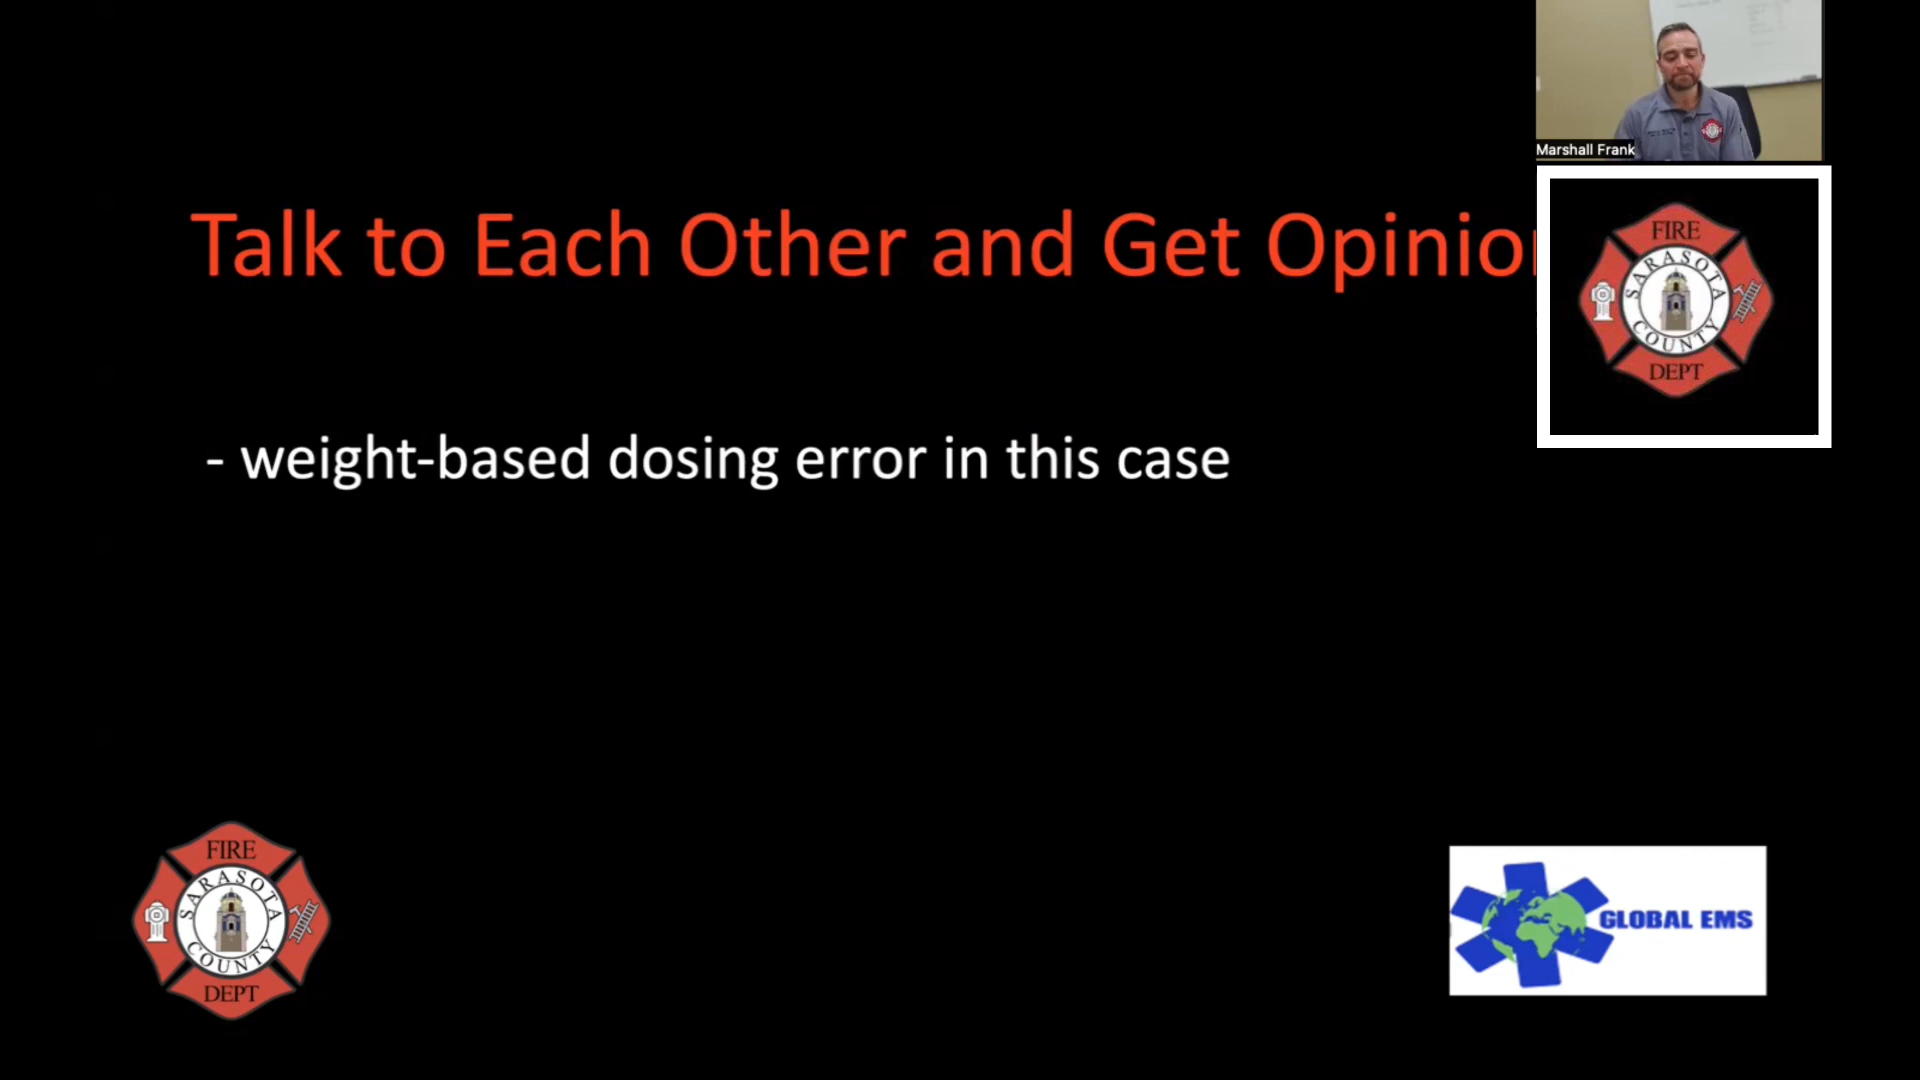 Marshall Frank
Talk to Each Other and Get Opinio
FIRE
SARASOTA
COUNTY
DEPT
- weight-based dosing error in this case
FIRE
SARASOTA
COUNTY
DEPT
GLOBAL EMS